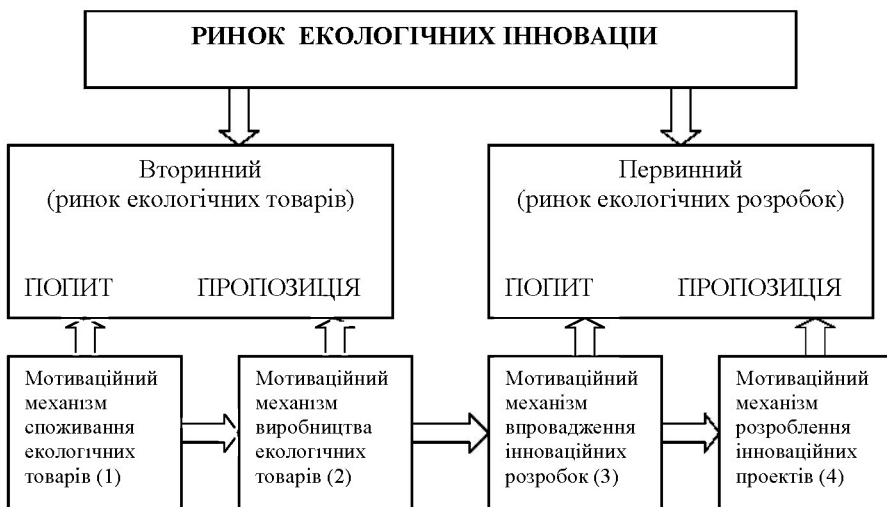 РИНОК ЕКОЛОГІЧНИХ ІННОВАЦІИ
Вторинний
(ринок екологічних товарів)
ПОПИТ ПРОПОЗИЦІЯ
Первинний
(ринок екологічних розробок)
ПОПИТ ПРОПОЗИЦІЯ
Мотиваційний
механізм
споживання
екологічних
товарів (1)
Мотиваційний
механізм
виробництва
екологічних
товарів (2)
Мотиваційний
механізм
впровадження
інноваційних
розробок (3)
Мотиваційний
механізм
розроблення
інноваційних
проектів (4)